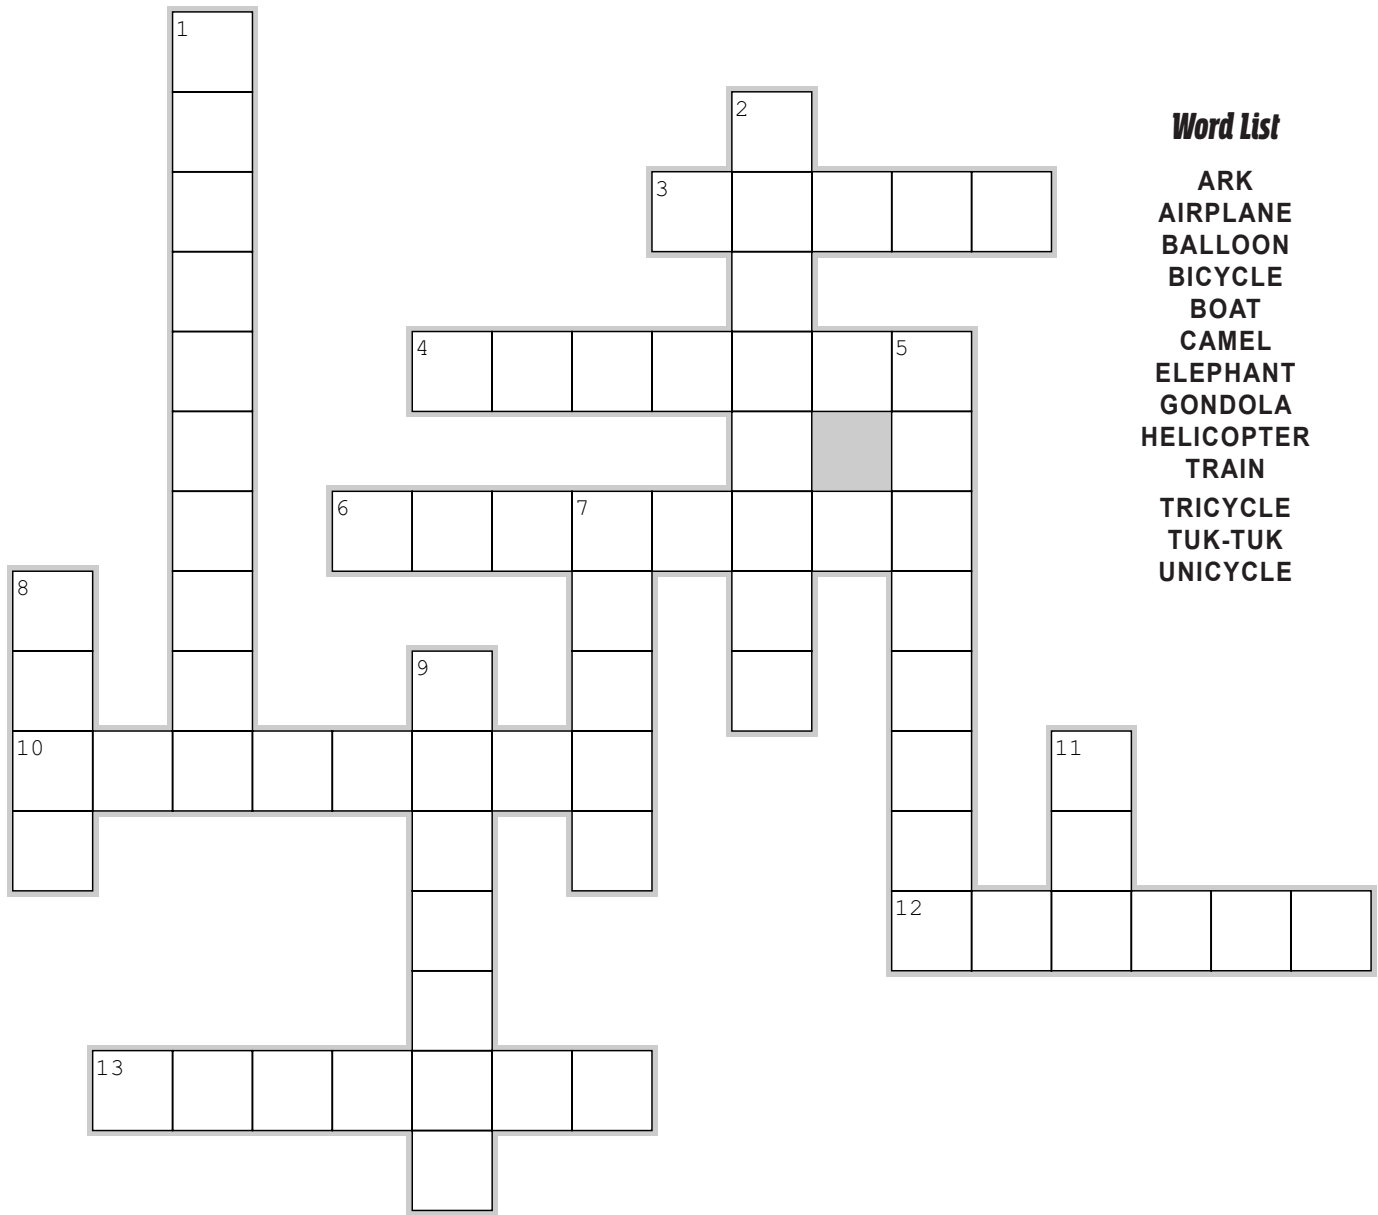 1
2
Word List
3
ARK
AIRPLANE
BALLOON
BICYCLE
BOAT
4
5
CAMEL
ELEPHANT
GONDOLA
HELICOPTER
TRAIN
6
7
TRICYCLE
TUK-TUK
UNICYCLE
8
9
10
11
12
13